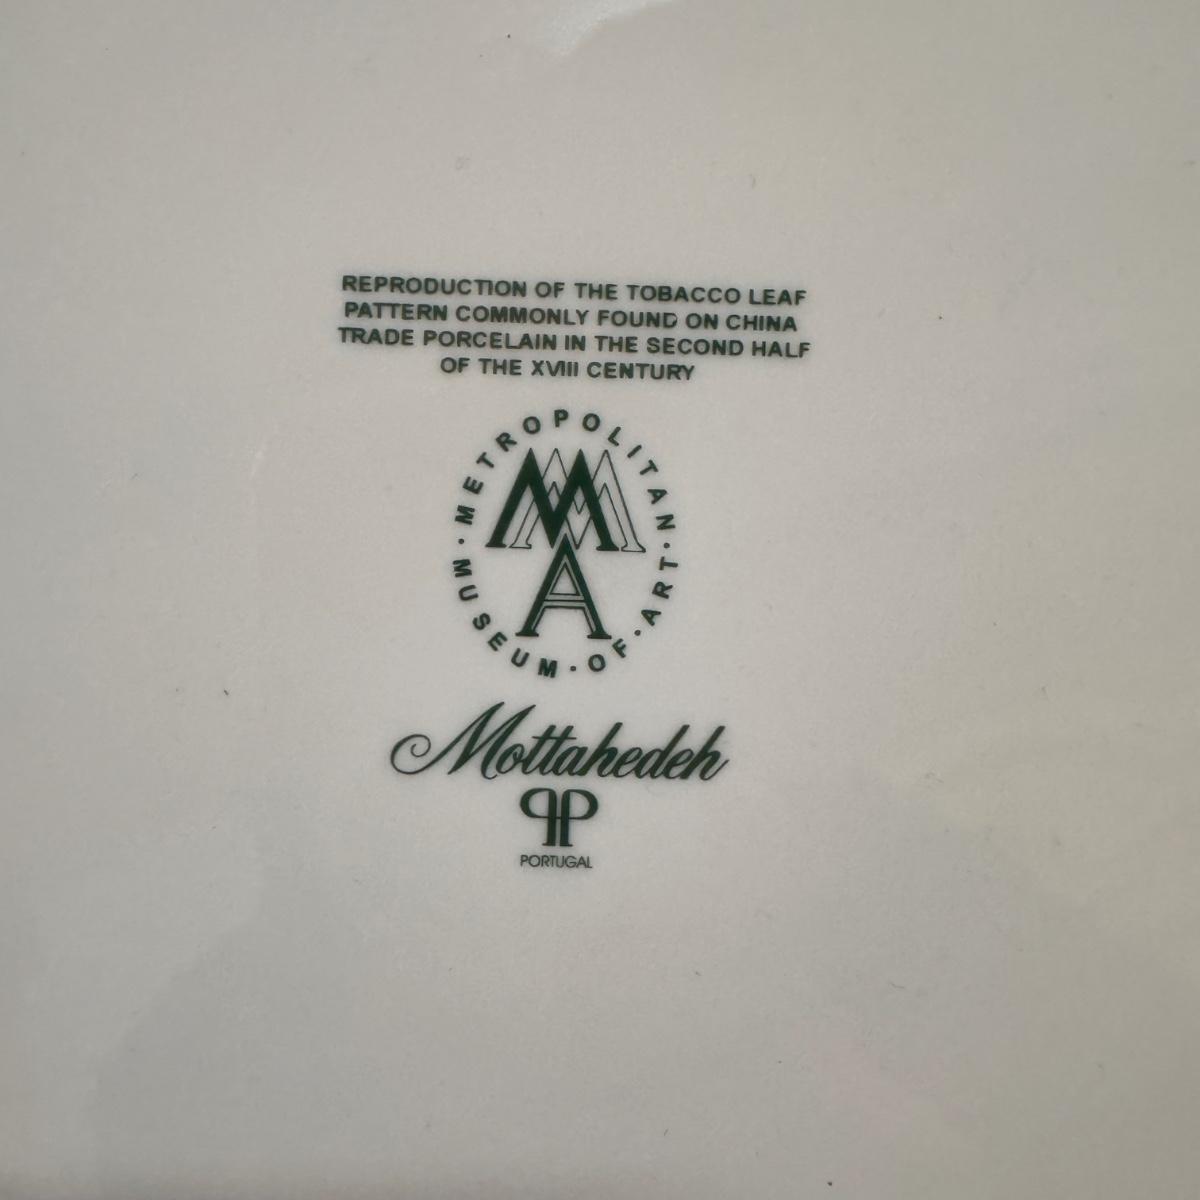 REPRODUCTION OF THE TOBACCO LEAF
PATTERN COMMONLY FOUND ON CHINA
TRADE PORCELAIN IN THE SECOND HALF
OF THE XVIII CENTURY
METROPOLITAN · MUSEUM · OF · ART ·
MMA
Mottahedeh
PP
PORTUGAL